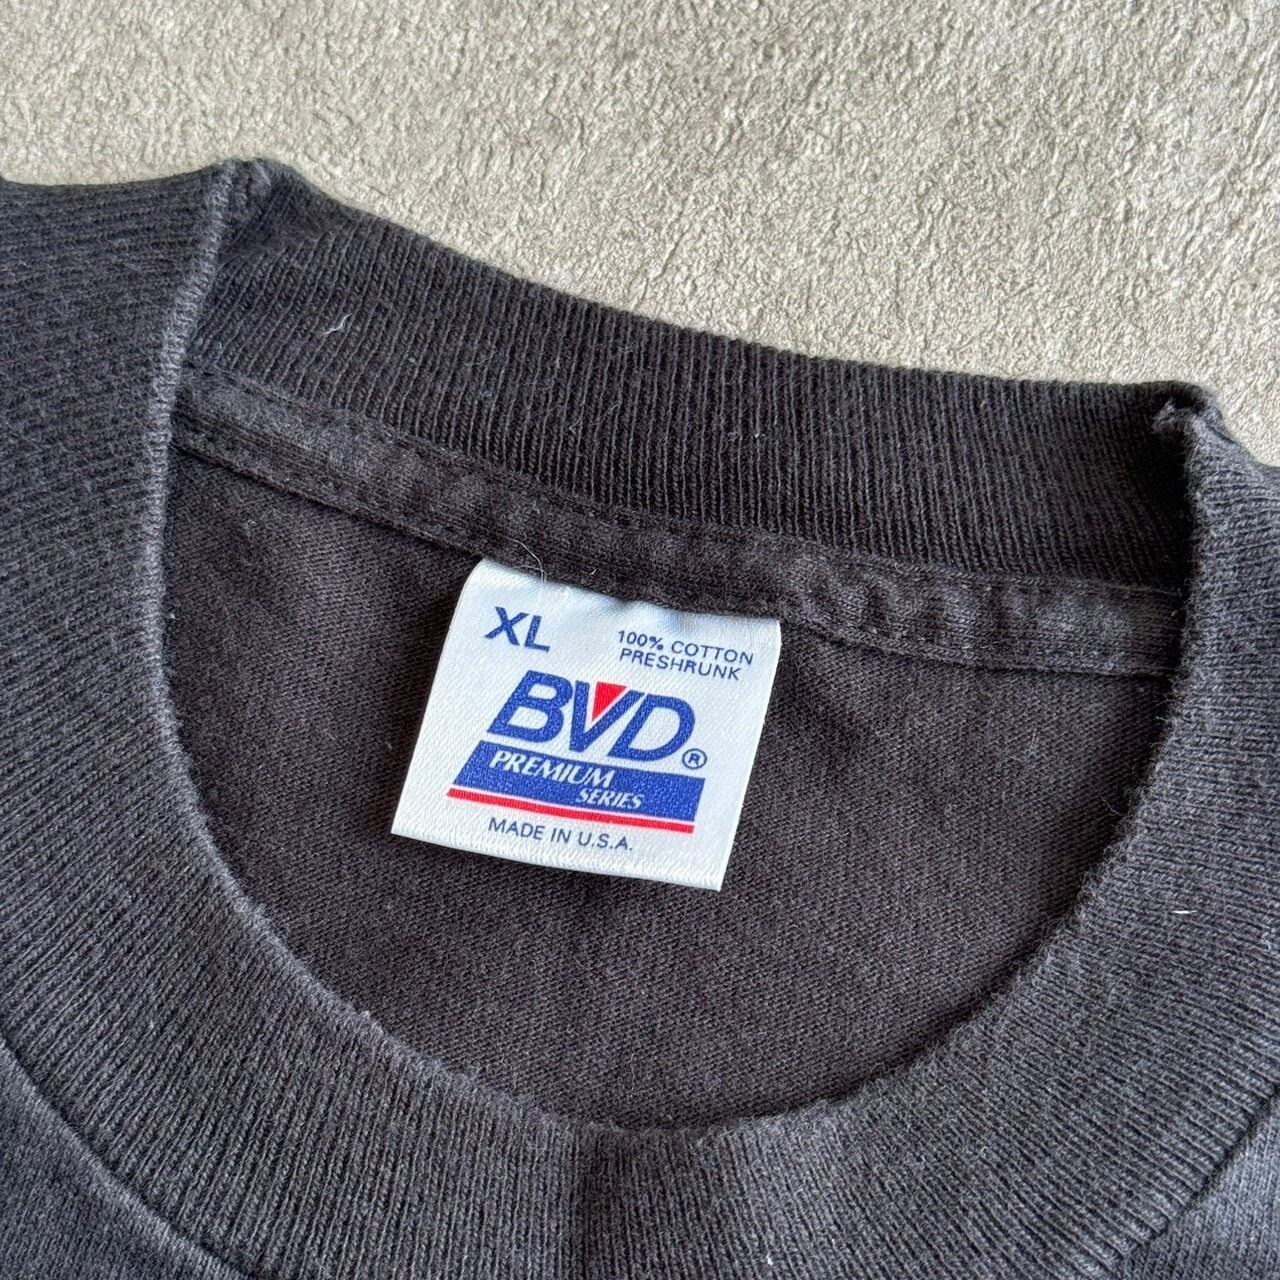 XL
100% COTTON
PRESHRUNK
BVD®
PREMIUM
SERIES
MADE IN U.S.A.